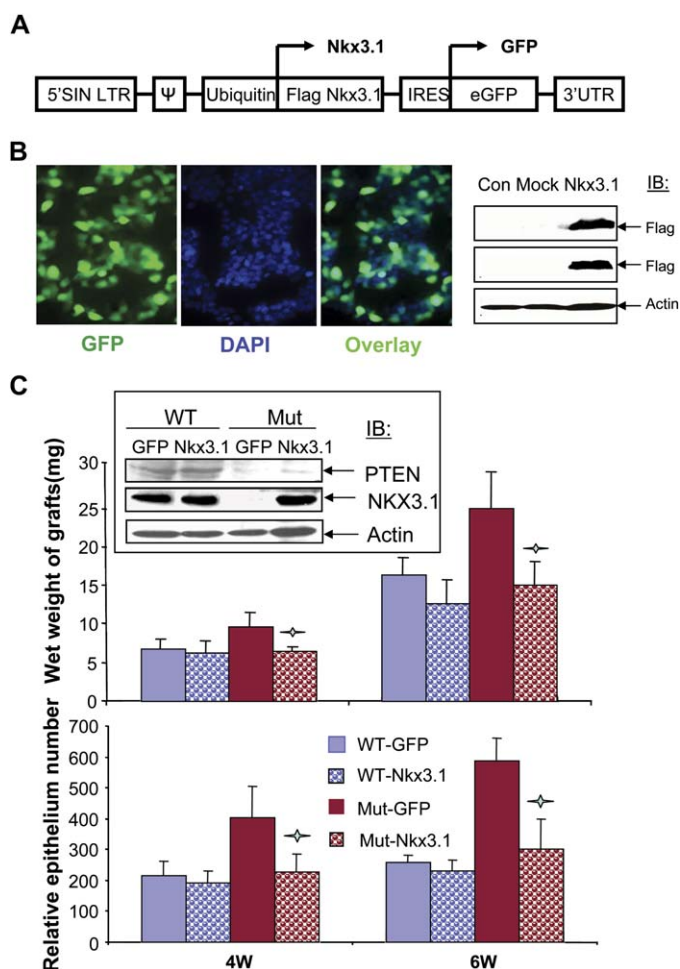 A
Nkx3.1 GFP
5'SIN LTR Ψ Ubiquitin Flag Nkx3.1 IRES eGFP 3'UTR
B
Con Mock Nkx3.1 IB:
Flag
Flag
Actin
GFP DAPI Overlay
C
WT Mut
GFP Nkx3.1 GFP Nkx3.1 IB:
PTEN
NKX3.1
Actin
Wet weight of grafts(mg)
30
25
20
15
10
5
0
Relative epithelium number
700
600
500
400
300
200
100
0
WT-GFP
WT-Nkx3.1
Mut-GFP
Mut-Nkx3.1
4W 6W